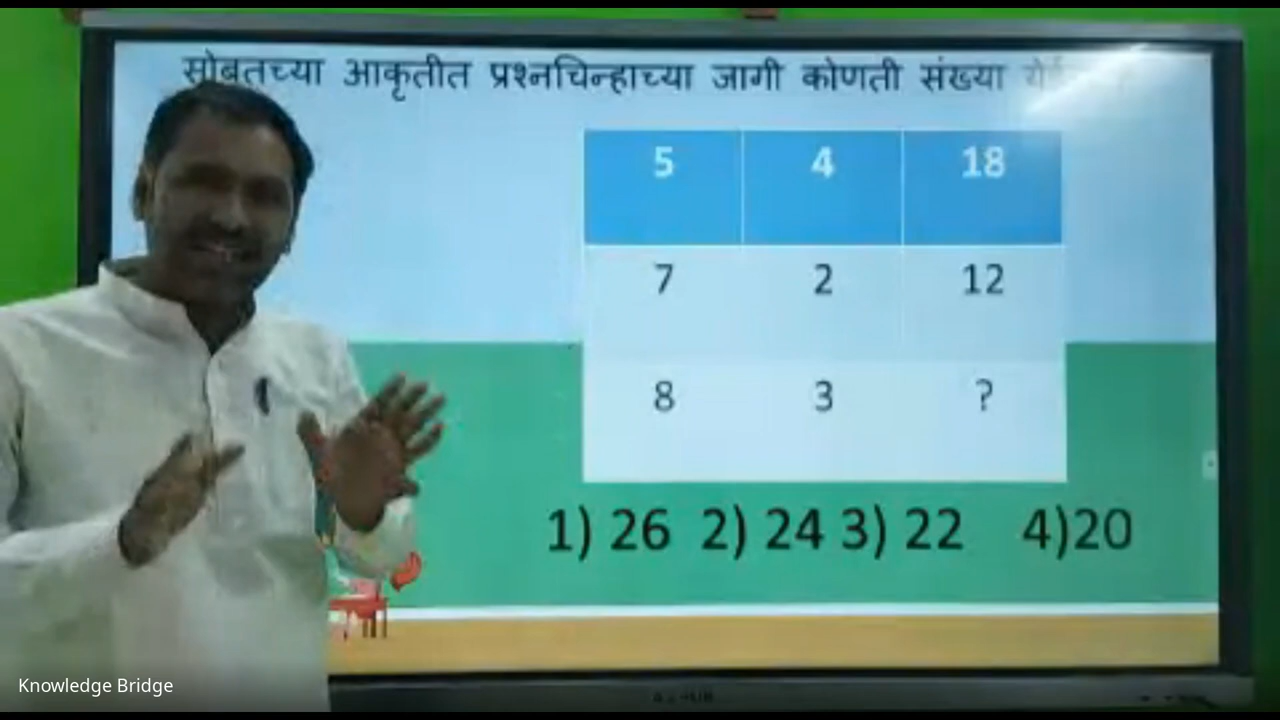 सोबतच्या आकृतीत प्रश्नचिन्हाच्या जागी कोणती संख्या
5 4 18
7 2 12
8 3 ?
1) 26 2) 24 3) 22 4)20
Knowledge Bridge